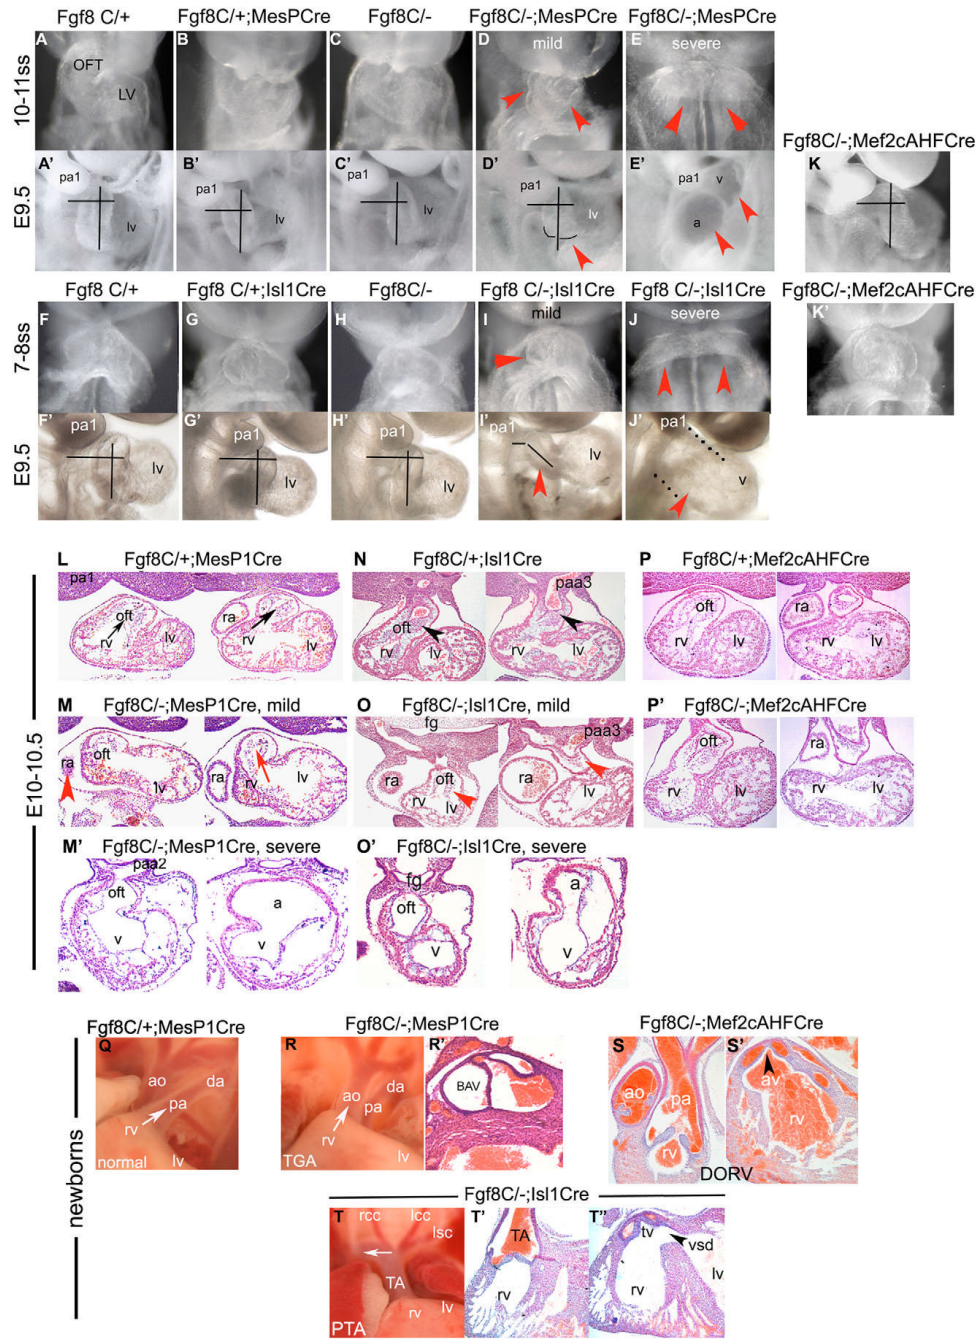 Fgf8 C/+ Fgf8C/+;MesPCre Fgf8C/- Fgf8C/-;MesPCre Fgf8C/-;MesPCre
10-11ss
A OFT LV B C D mild E severe
Fgf8C/-;Mef2cAHFCre
E9.5
A' pa1 lv B' pa1 lv C' pa1 lv D' pa1 lv E' pa1 v a K
Fgf8 C/+ Fgf8 C/+;Isl1Cre Fgf8C/- Fgf8 C/-;Isl1Cre Fgf8 C/-;Isl1Cre Fgf8C/-;Mef2cAHFCre
7-8ss
F G H I mild J severe K'
E9.5
F' pa1 lv G' pa1 lv H' pa1 lv I' pa1 lv J' pa1 v
E10-10.5
Fgf8C/+;MesP1Cre Fgf8C/+;Isl1Cre Fgf8C/+;Mef2cAHFCre
L pa1 oft rv lv ra rv lv N oft rv lv paa3 rv lv P oft rv lv ra rv lv
Fgf8C/-;MesP1Cre, mild Fgf8C/-;Isl1Cre, mild Fgf8C/-;Mef2cAHFCre
M ra oft lv ra rv lv O fg ra oft rv lv paa3 ra rv lv P' oft rv lv ra rv lv
M' Fgf8C/-;MesP1Cre, severe O' Fgf8C/-;Isl1Cre, severe
paa2 oft v a v fg oft v a v
newborns
Fgf8C/+;MesP1Cre Fgf8C/-;MesP1Cre Fgf8C/-;Mef2cAHFCre
Q ao da pa rv lv normal
R ao da pa rv lv TGA R' BAV
S ao pa rv S' av rv DORV
Fgf8C/-;Isl1Cre
T rcc lcc lsc TA rv lv PTA
T' TA rv T" tv vsd rv lv